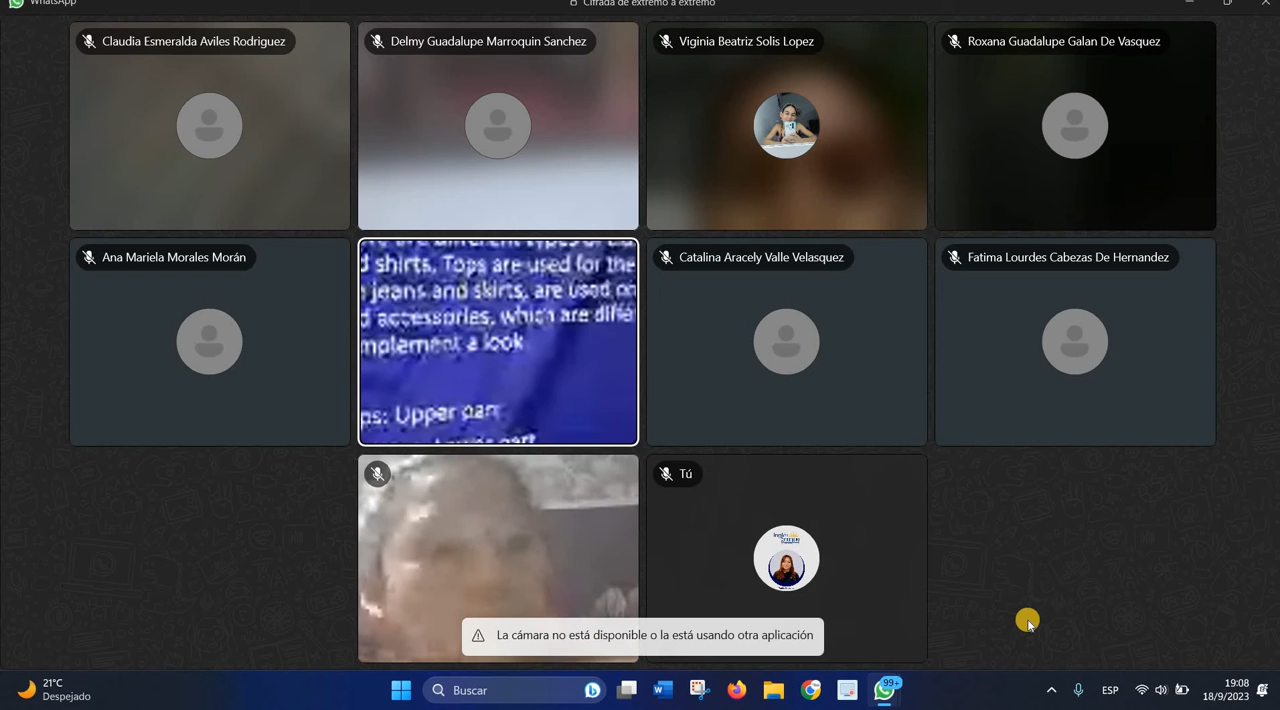 WhatsApp
Cifrada de extremo a extremo
Claudia Esmeralda Aviles Rodriguez
Delmy Guadalupe Marroquin Sanchez
Viginia Beatriz Solis Lopez
Roxana Guadalupe Galan De Vasquez
Ana Mariela Morales Morán
d shirts. Tops are used for the
jeans and skirts, are used on
d accessories, which are diffe
mplement a look
ps: Upper part
Catalina Aracely Valle Velasquez
Fatima Lourdes Cabezas De Hernandez
Tú
La cámara no está disponible o la está usando otra aplicación
21°C
Despejado
Buscar
99+
ESP
19:08
18/9/2023